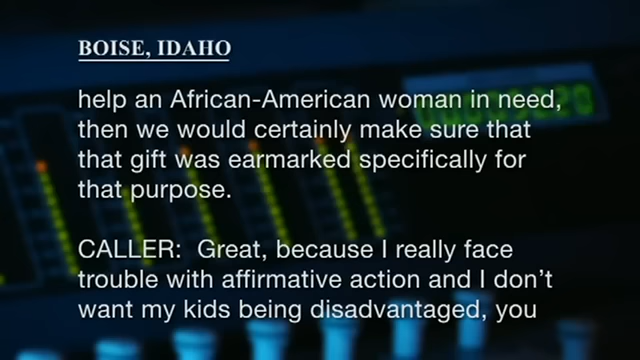 BOISE, IDAHO
help an African-American woman in need,
then we would certainly make sure that
that gift was earmarked specifically for
that purpose.
CALLER: Great, because I really face
trouble with affirmative action and I don't
want my kids being disadvantaged, you